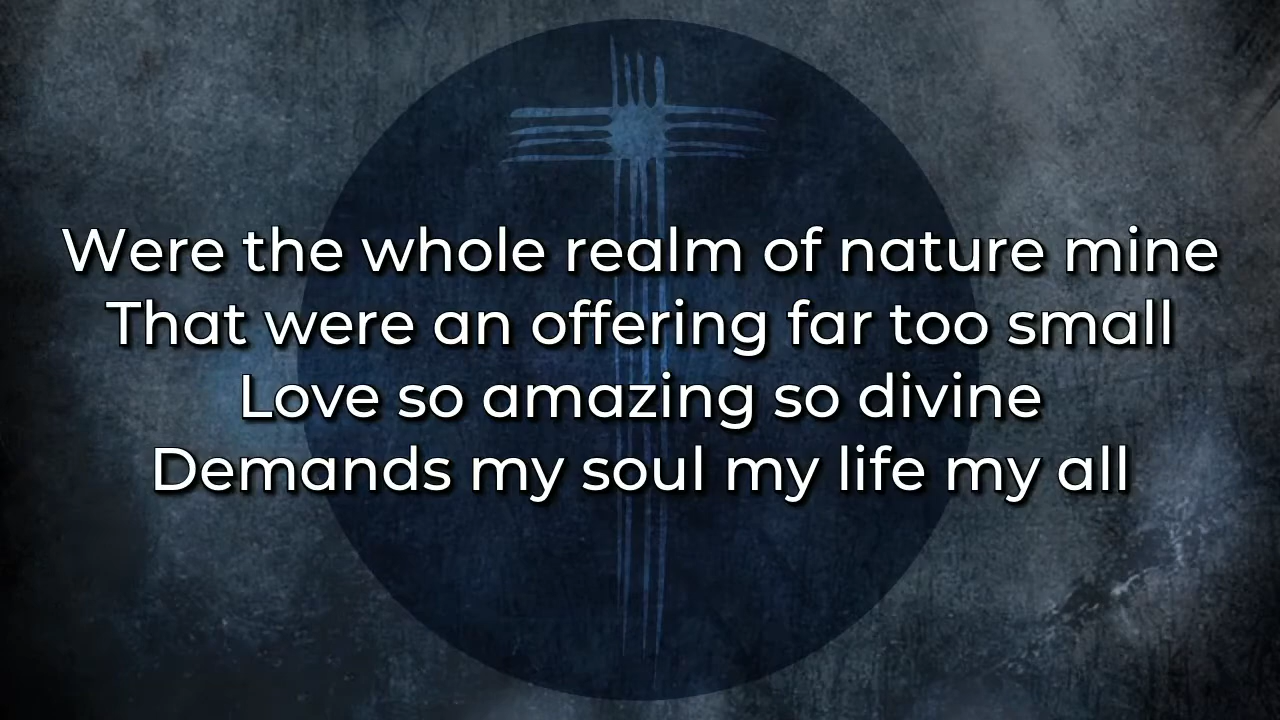 Were the whole realm of nature mine
That were an offering far too small
Love so amazing so divine
Demands my soul my life my all